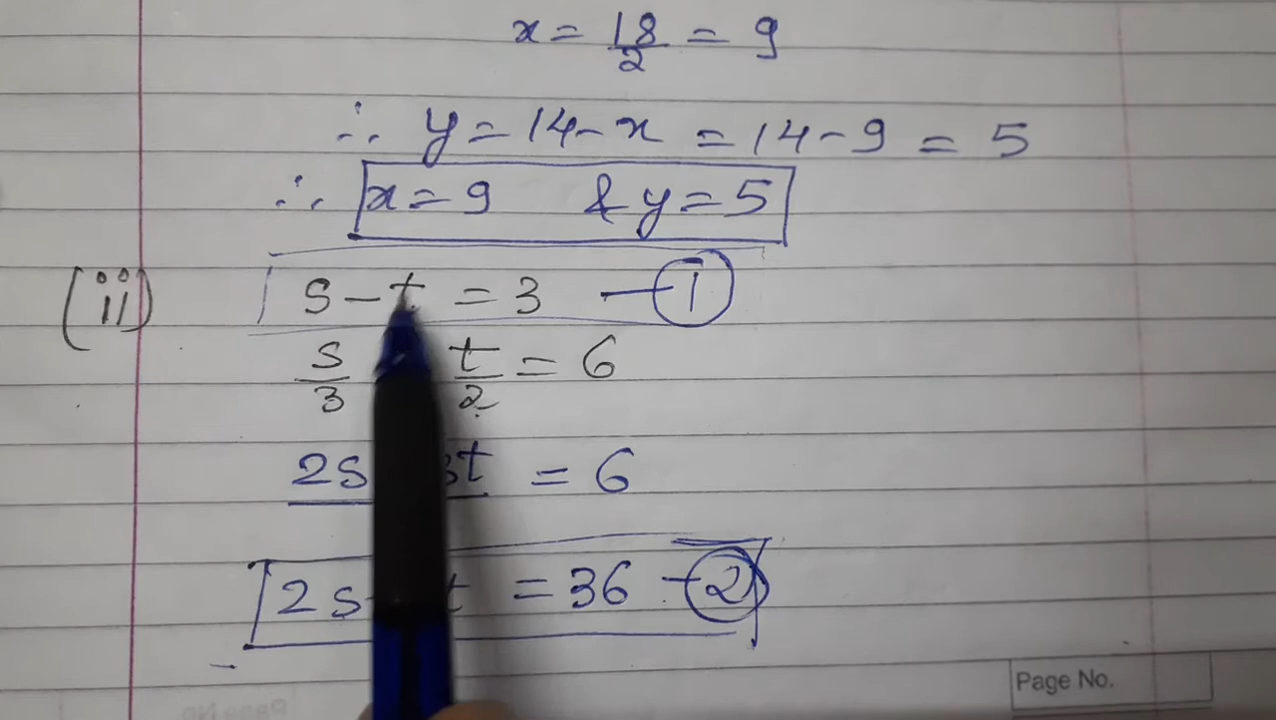 x = 18/2 = 9
∴ y = 14 - x = 14 - 9 = 5
∴ x = 9 & y = 5
(ii) s - t = 3 — 1
s/3 t/2 = 6
2s 3t = 6
2s t = 36 - 2
Page No.